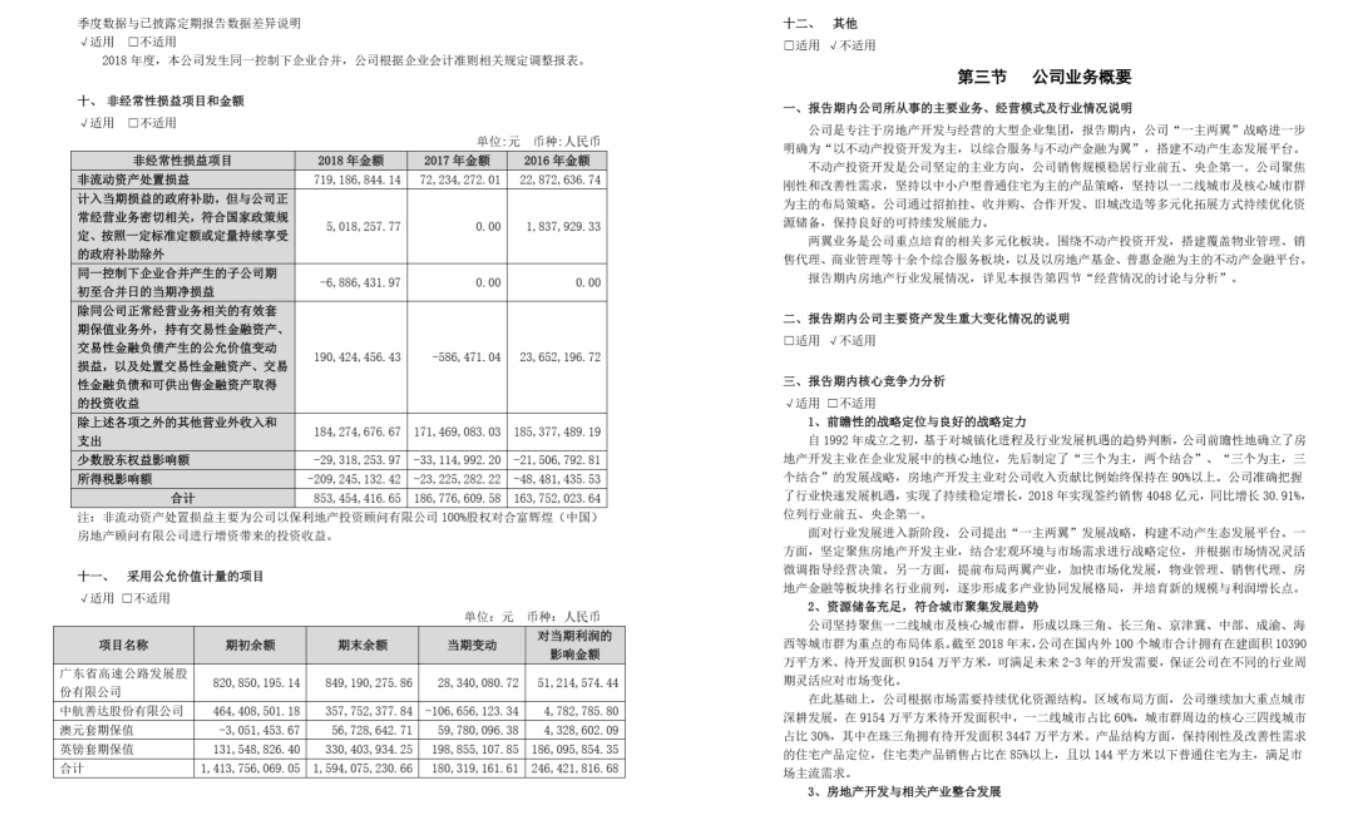 季度数据与已披露定期报告数据差异说明
√适用 □不适用
2018 年度，本公司发生同一控制下企业合并，公司根据企业会计准则相关规定调整报表。
十、 非经常性损益项目和金额
√适用 □不适用
单位:元 币种:人民币
非经常性损益项目 2018 年金额 2017 年金额 2016 年金额
非流动资产处置损益 719,186,844.14 72,234,272.01 22,872,636.74
计入当期损益的政府补助，但与公司正
常经营业务密切相关，符合国家政策规
定、按照一定标准定额或定量持续享受
的政府补助除外
5,018,257.77 0.00 1,837,929.33
同一控制下企业合并产生的子公司期
初至合并日的当期净损益
-6,886,431.97 0.00 0.00
除同公司正常经营业务相关的有效套
期保值业务外，持有交易性金融资产、
交易性金融负债产生的公允价值变动
损益，以及处置交易性金融资产、交易
性金融负债和可供出售金融资产取得
的投资收益
190,424,456.43 -586,471.04 23,652,196.72
除上述各项之外的其他营业外收入和
支出
184,274,676.67 171,469,083.03 185,377,489.19
少数股东权益影响额 -29,318,253.97 -33,114,992.20 -21,506,792.81
所得税影响额 -209,245,132.42 -23,225,282.22 -48,481,435.53
合计 853,454,416.65 186,776,609.58 163,752,023.64
注：非流动资产处置损益主要为公司以保利地产投资顾问有限公司 100%股权对合富辉煌（中国）
房地产顾问有限公司进行增资带来的投资收益。
十一、 采用公允价值计量的项目
√适用 □不适用
单位：元 币种：人民币
项目名称 期初余额 期末余额 当期变动 对当期利润的
影响金额
广东省高速公路发展股
份有限公司
820,850,195.14 849,190,275.86 28,340,080.72 51,214,574.44
中航善达股份有限公司 464,408,501.18 357,752,377.84 -106,656,123.34 4,782,785.80
澳元套期保值 -3,051,453.67 56,728,642.71 59,780,096.38 4,328,602.09
英镑套期保值 131,548,826.40 330,403,934.25 198,855,107.85 186,095,854.35
合计 1,413,756,069.05 1,594,075,230.66 180,319,161.61 246,421,816.68
十二、 其他
□适用 √不适用
第三节 公司业务概要
一、报告期内公司所从事的主要业务、经营模式及行业情况说明
公司是专注于房地产开发与经营的大型企业集团，报告期内，公司“一主两翼”战略进一步
明确为“以不动产投资开发为主，以综合服务与不动产金融为翼”，搭建不动产生态发展平台。
不动产投资开发是公司坚定的主业方向，公司销售规模稳居行业前五、央企第一。公司聚焦
刚性和改善性需求，坚持以中小户型普通住宅为主的产品策略，坚持以一二线城市及核心城市群
为主的布局策略。公司通过招拍挂、收并购、合作开发、旧城改造等多元化拓展方式持续优化资
源储备，保持良好的可持续发展能力。
两翼业务是公司重点培育的相关多元化板块。围绕不动产投资开发，搭建覆盖物业管理、销
售代理、商业管理等十余个综合服务板块，以及以房地产基金、普惠金融为主的不动产金融平台。
报告期内房地产行业发展情况，详见本报告第四节“经营情况的讨论与分析”。
二、报告期内公司主要资产发生重大变化情况的说明
□适用 √不适用
三、报告期内核心竞争力分析
√适用 □不适用
1、前瞻性的战略定位与良好的战略定力
自 1992 年成立之初，基于对城镇化进程及行业发展机遇的趋势判断，公司前瞻性地确立了房
地产开发主业在企业发展中的核心地位，先后制定了“三个为主，两个结合”、“三个为主，三
个结合”的发展战略，房地产开发主业对公司收入贡献比例始终保持在 90%以上。公司准确把握
了行业快速发展机遇，实现了持续稳定增长，2018 年实现签约销售 4048 亿元，同比增长 30.91%，
位列行业前五、央企第一。
面对行业发展进入新阶段，公司提出“一主两翼”发展战略，构建不动产生态发展平台。一
方面，坚定聚焦房地产开发主业，结合宏观环境与市场需求进行战略定位，并根据市场情况灵活
微调指导经营决策。另一方面，提前布局两翼产业，加快市场化发展，物业管理、销售代理、房
地产金融等板块排名行业前列，逐步形成多产业协同发展格局，并培育新的规模与利润增长点。
2、资源储备充足，符合城市聚集发展趋势
公司坚持聚焦一二线城市及核心城市群，形成以珠三角、长三角、京津冀、中部、成渝、海
西等城市群为重点的布局体系。截至 2018 年末，公司在国内外 100 个城市合计拥有在建面积 10390
万平方米、待开发面积 9154 万平方米，可满足未来 2-3 年的开发需要，保证公司在不同的行业周
期灵活应对市场变化。
在此基础上，公司根据市场需要持续优化资源结构。区域布局方面，公司继续加大重点城市
深耕发展，在 9154 万平方米待开发面积中，一二线城市占比 60%，城市群周边的核心三四线城市
占比 30%，其中在珠三角拥有待开发面积 3447 万平方米。产品结构方面，保持刚性及改善性需求
的住宅产品定位，住宅类产品销售占比在 85%以上，且以 144 平方米以下普通住宅为主，满足市
场主流需求。
3、房地产开发与相关产业整合发展